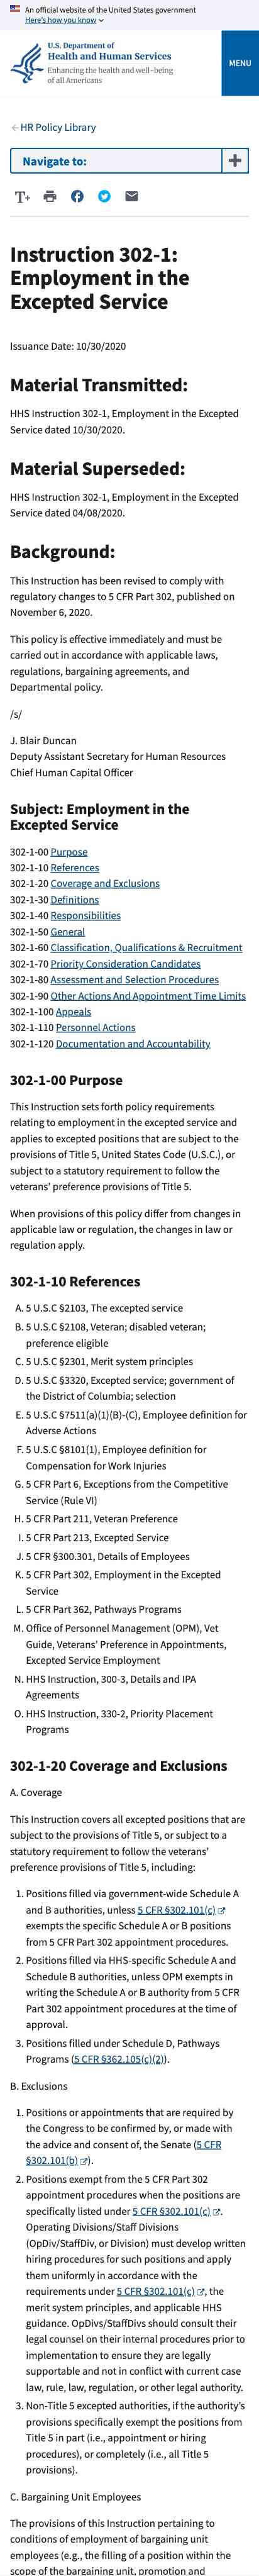 An official website of the United States government
Here's how you know
U.S. Department of
Health and Human Services
Enhancing the health and well-being
of all Americans
MENU
HR Policy Library
Navigate to:
T+
Instruction 302-1:
Employment in the
Excepted Service
Issuance Date: 10/30/2020
Material Transmitted:
HHS Instruction 302-1, Employment in the Excepted
Service dated 10/30/2020.
Material Superseded:
HHS Instruction 302-1, Employment in the Excepted
Service dated 04/08/2020.
Background:
This Instruction has been revised to comply with
regulatory changes to 5 CFR Part 302, published on
November 6, 2020.
This policy is effective immediately and must be
carried out in accordance with applicable laws,
regulations, bargaining agreements, and
Departmental policy.
/s/
J. Blair Duncan
Deputy Assistant Secretary for Human Resources
Chief Human Capital Officer
Subject: Employment in the
Excepted Service
302-1-00 Purpose
302-1-10 References
302-1-20 Coverage and Exclusions
302-1-30 Definitions
302-1-40 Responsibilities
302-1-50 General
302-1-60 Classification, Qualifications & Recruitment
302-1-70 Priority Consideration Candidates
302-1-80 Assessment and Selection Procedures
302-1-90 Other Actions And Appointment Time Limits
302-1-100 Appeals
302-1-110 Personnel Actions
302-1-120 Documentation and Accountability
302-1-00 Purpose
This Instruction sets forth policy requirements
relating to employment in the excepted service and
applies to excepted positions that are subject to the
provisions of Title 5, United States Code (U.S.C.), or
subject to a statutory requirement to follow the
veterans' preference provisions of Title 5.
When provisions of this policy differ from changes in
applicable law or regulation, the changes in law or
regulation apply.
302-1-10 References
A. 5 U.S.C §2103, The excepted service
B. 5 U.S.C §2108, Veteran; disabled veteran;
preference eligible
C. 5 U.S.C §2301, Merit system principles
D. 5 U.S.C §3320, Excepted service; government of
the District of Columbia; selection
E. 5 U.S.C §7511(a)(1)(B)-(C), Employee definition for
Adverse Actions
F. 5 U.S.C §8101(1), Employee definition for
Compensation for Work Injuries
G. 5 CFR Part 6, Exceptions from the Competitive
Service (Rule VI)
H. 5 CFR Part 211, Veteran Preference
I. 5 CFR Part 213, Excepted Service
J. 5 CFR §300.301, Details of Employees
K. 5 CFR Part 302, Employment in the Excepted
Service
L. 5 CFR Part 362, Pathways Programs
M. Office of Personnel Management (OPM), Vet
Guide, Veterans' Preference in Appointments,
Excepted Service Employment
N. HHS Instruction, 300-3, Details and IPA
Agreements
O. HHS Instruction, 330-2, Priority Placement
Programs
302-1-20 Coverage and Exclusions
A. Coverage
This Instruction covers all excepted positions that are
subject to the provisions of Title 5, or subject to a
statutory requirement to follow the veterans'
preference provisions of Title 5, including:
1. Positions filled via government-wide Schedule A
and B authorities, unless 5 CFR §302.101(c)
exempts the specific Schedule A or B positions
from 5 CFR Part 302 appointment procedures.
2. Positions filled via HHS-specific Schedule A and
Schedule B authorities, unless OPM exempts in
writing the Schedule A or B authority from 5 CFR
Part 302 appointment procedures at the time of
approval.
3. Positions filled under Schedule D, Pathways
Programs (5 CFR §362.105(c)(2)).
B. Exclusions
1. Positions or appointments that are required by
the Congress to be confirmed by, or made with
the advice and consent of, the Senate (5 CFR
§302.101(b)).
2. Positions exempt from the 5 CFR Part 302
appointment procedures when the positions are
specifically listed under 5 CFR §302.101(c).
Operating Divisions/Staff Divisions
(OpDiv/StaffDiv, or Division) must develop written
hiring procedures for such positions and apply
them uniformly in accordance with the
requirements under 5 CFR §302.101(c), the
merit system principles, and applicable HHS
guidance. OpDivs/StaffDivs should consult their
legal counsel on their internal procedures prior to
implementation to ensure they are legally
supportable and not in conflict with current case
law, rule, law, regulation, or other legal authority.
3. Non-Title 5 excepted authorities, if the authority's
provisions specifically exempt the positions from
Title 5 in part (i.e., appointment or hiring
procedures), or completely (i.e., all Title 5
provisions).
C. Bargaining Unit Employees
The provisions of this Instruction pertaining to
conditions of employment of bargaining unit
employees (e.g., the filling of a position within the
scope of the bargaining unit, promotion and